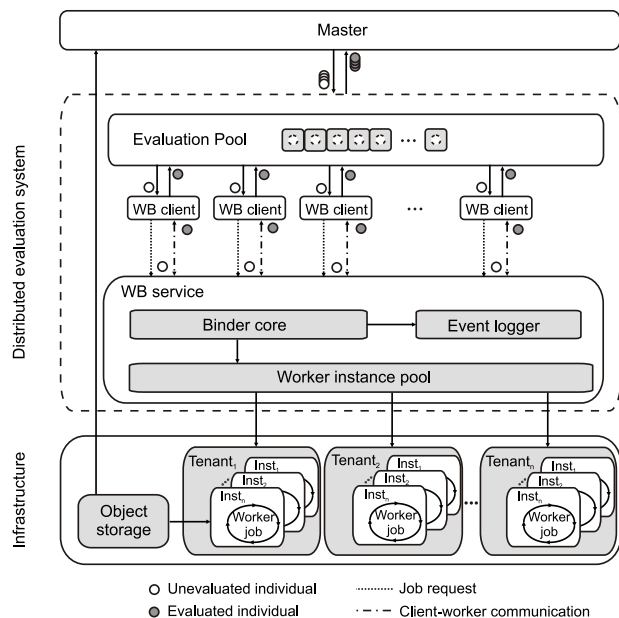 Master
Distributed evaluation system
Evaluation Pool
...
WB client WB client WB client ... WB client
WB service
Binder core Event logger
Worker instance pool
Infrastructure
Tenant₁ Inst₁ Inst₂ Instₙ Worker job
Tenant₂ Inst₁ Inst₂ Instₙ Worker job
...
Tenantₙ Inst₁ Inst₂ Instₙ Worker job
Object
storage
Unevaluated individual Job request
Evaluated individual Client-worker communication